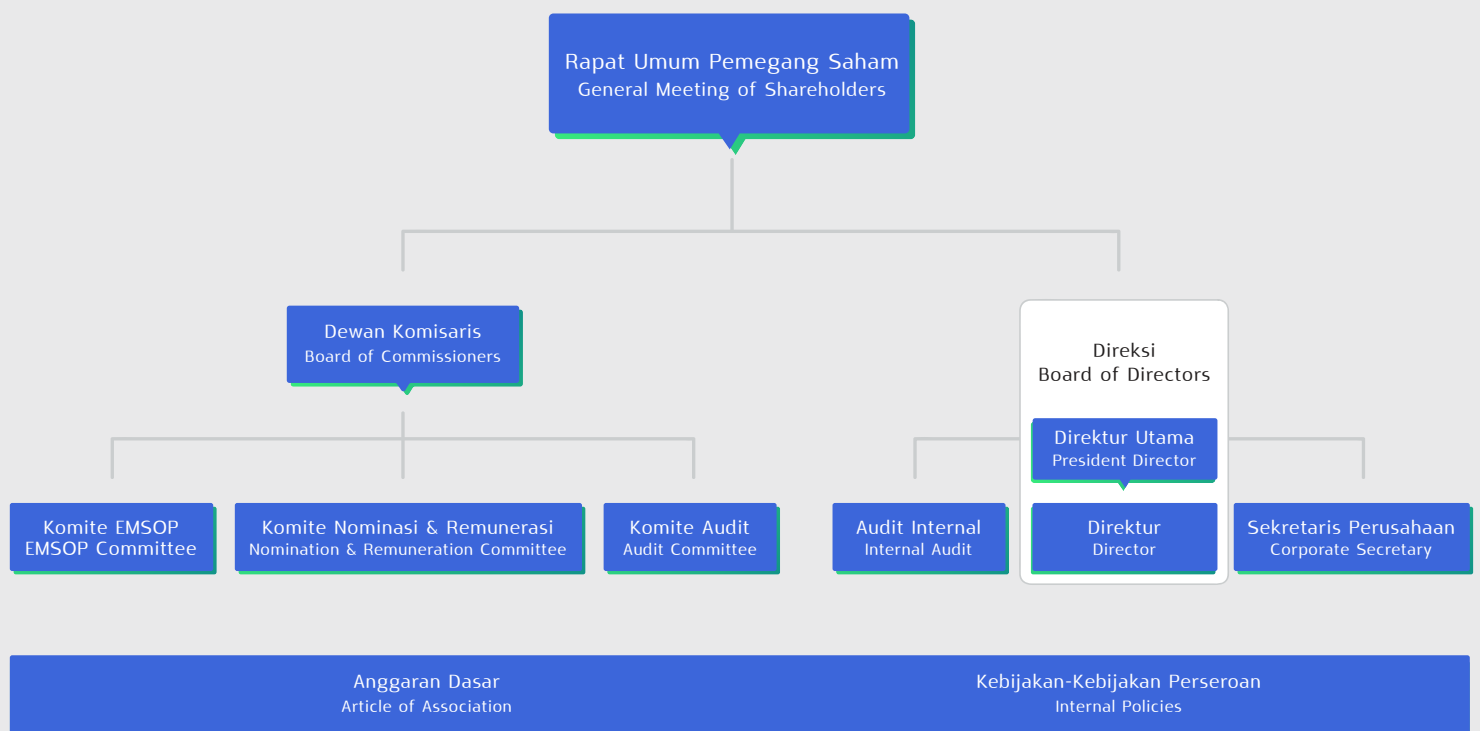 Rapat Umum Pemegang Saham
General Meeting of Shareholders
Dewan Komisaris
Board of Commissioners
Direksi
Board of Directors
Direktur Utama
President Director
Komite EMSOP
EMSOP Committee
Komite Nominasi & Remunerasi
Nomination & Remuneration Committee
Komite Audit
Audit Committee
Audit Internal
Internal Audit
Direktur
Director
Sekretaris Perusahaan
Corporate Secretary
Anggaran Dasar
Article of Association
Kebijakan-Kebijakan Perseroan
Internal Policies